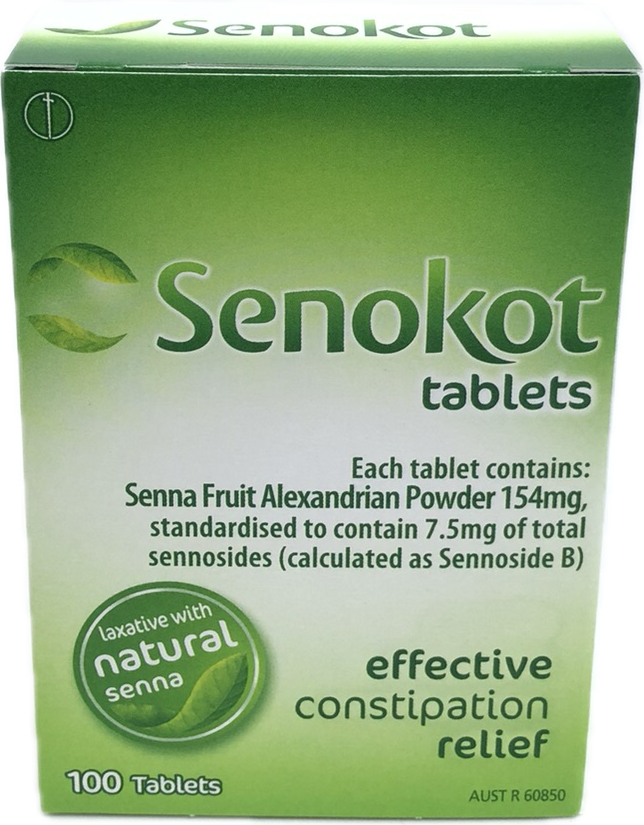 Senokot
Senokot
tablets
Each tablet contains:
Senna Fruit Alexandrian Powder 154mg,
standardised to contain 7.5mg of total
sennosides (calculated as Sennoside B)
laxative with
natural
senna
effective
constipation
relief
100 Tablets
AUST R 60850